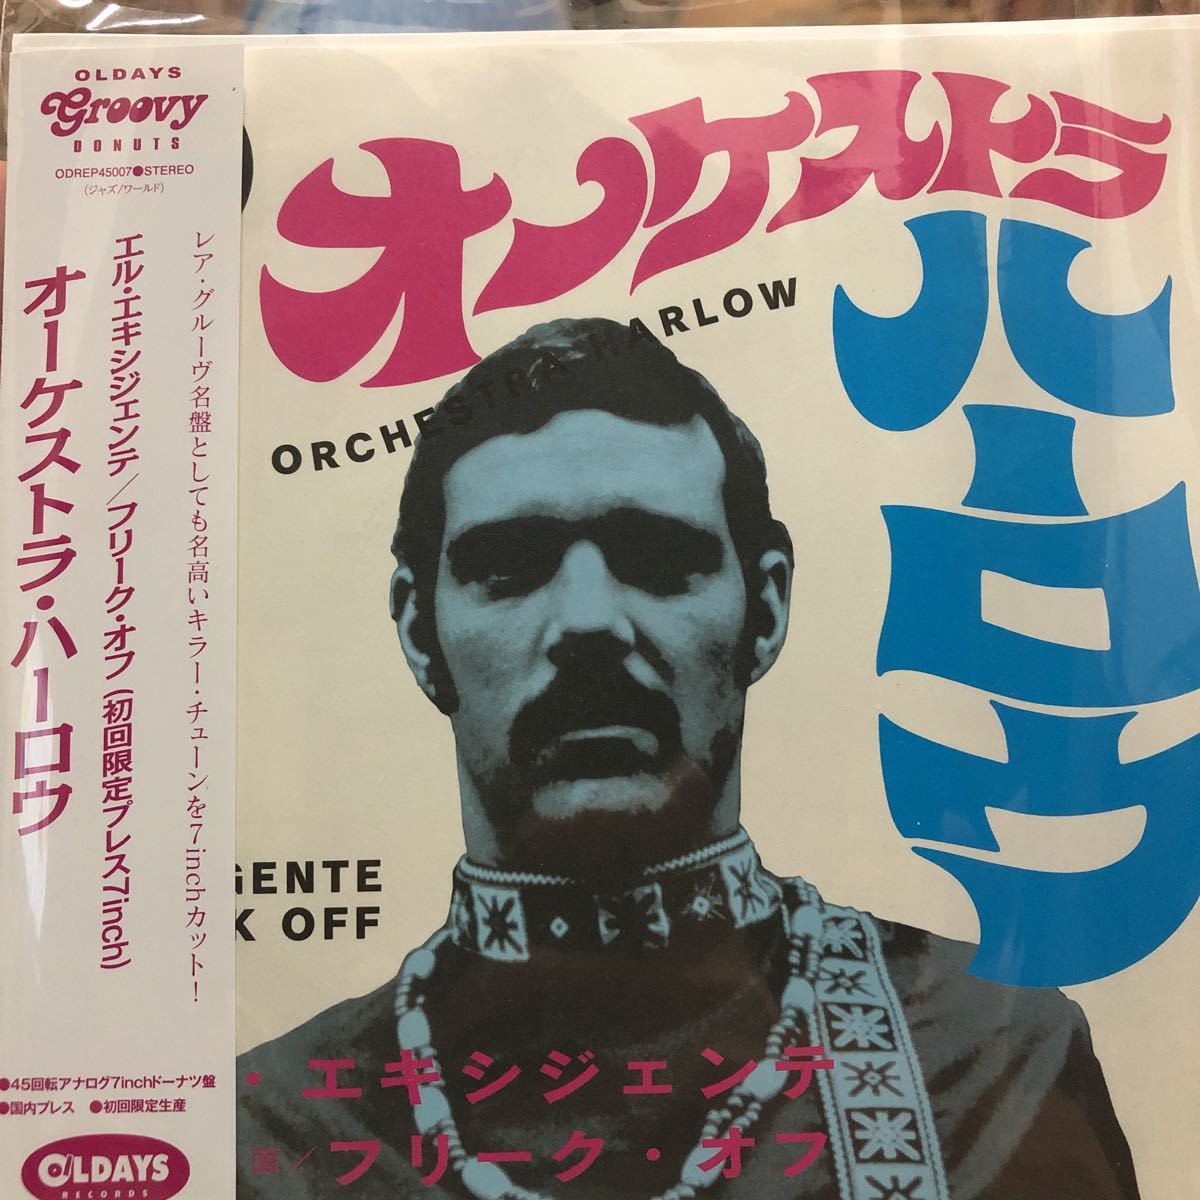 OLDAYS
Groovy
DONUTS
ODREP45007●STEREO
(ジャズ/ワールド)
レア・グルーヴ名盤としても名高いキラー・チューンを7inchカット!
エル・エキシジェンテ/フリーク・オフ (初回限定プレス7inch)
オーケストラ・ハーロウ
●45回転アナログ7inchドーナツ盤
●国内プレス ●初回限定生産
OLDAYS
RECORDS
オーケストラ
ハーロウ
ORCHESTRA HARLOW
GENTE
K OFF
・エキシジェンテ
/フリーク・オフ